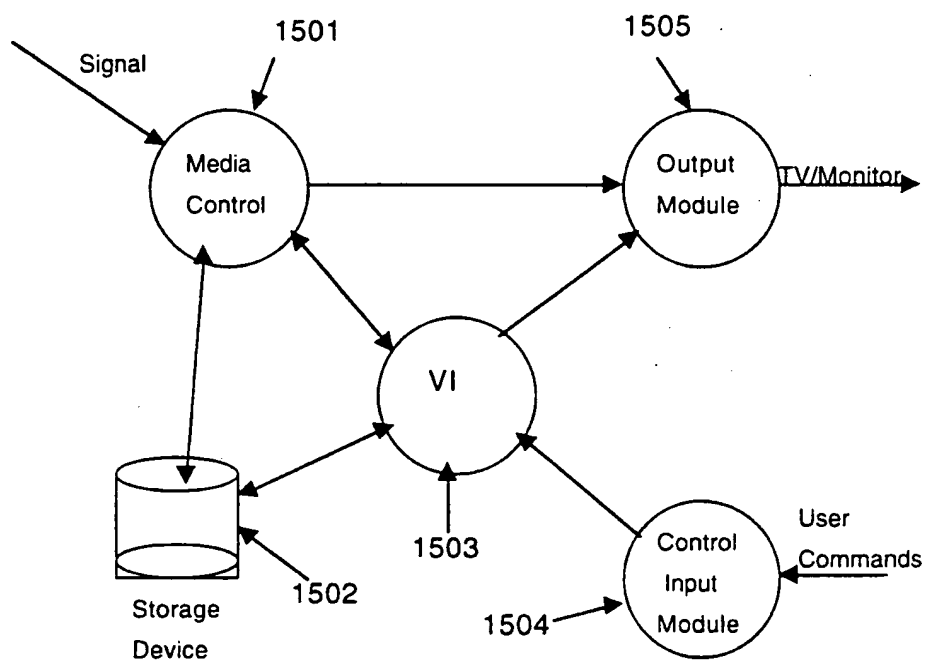 1501
1505
Signal
Media
Control
Output
Module
TV/Monitor
VI
1503
1502
Storage
Device
1504
Control
Input
Module
User
Commands